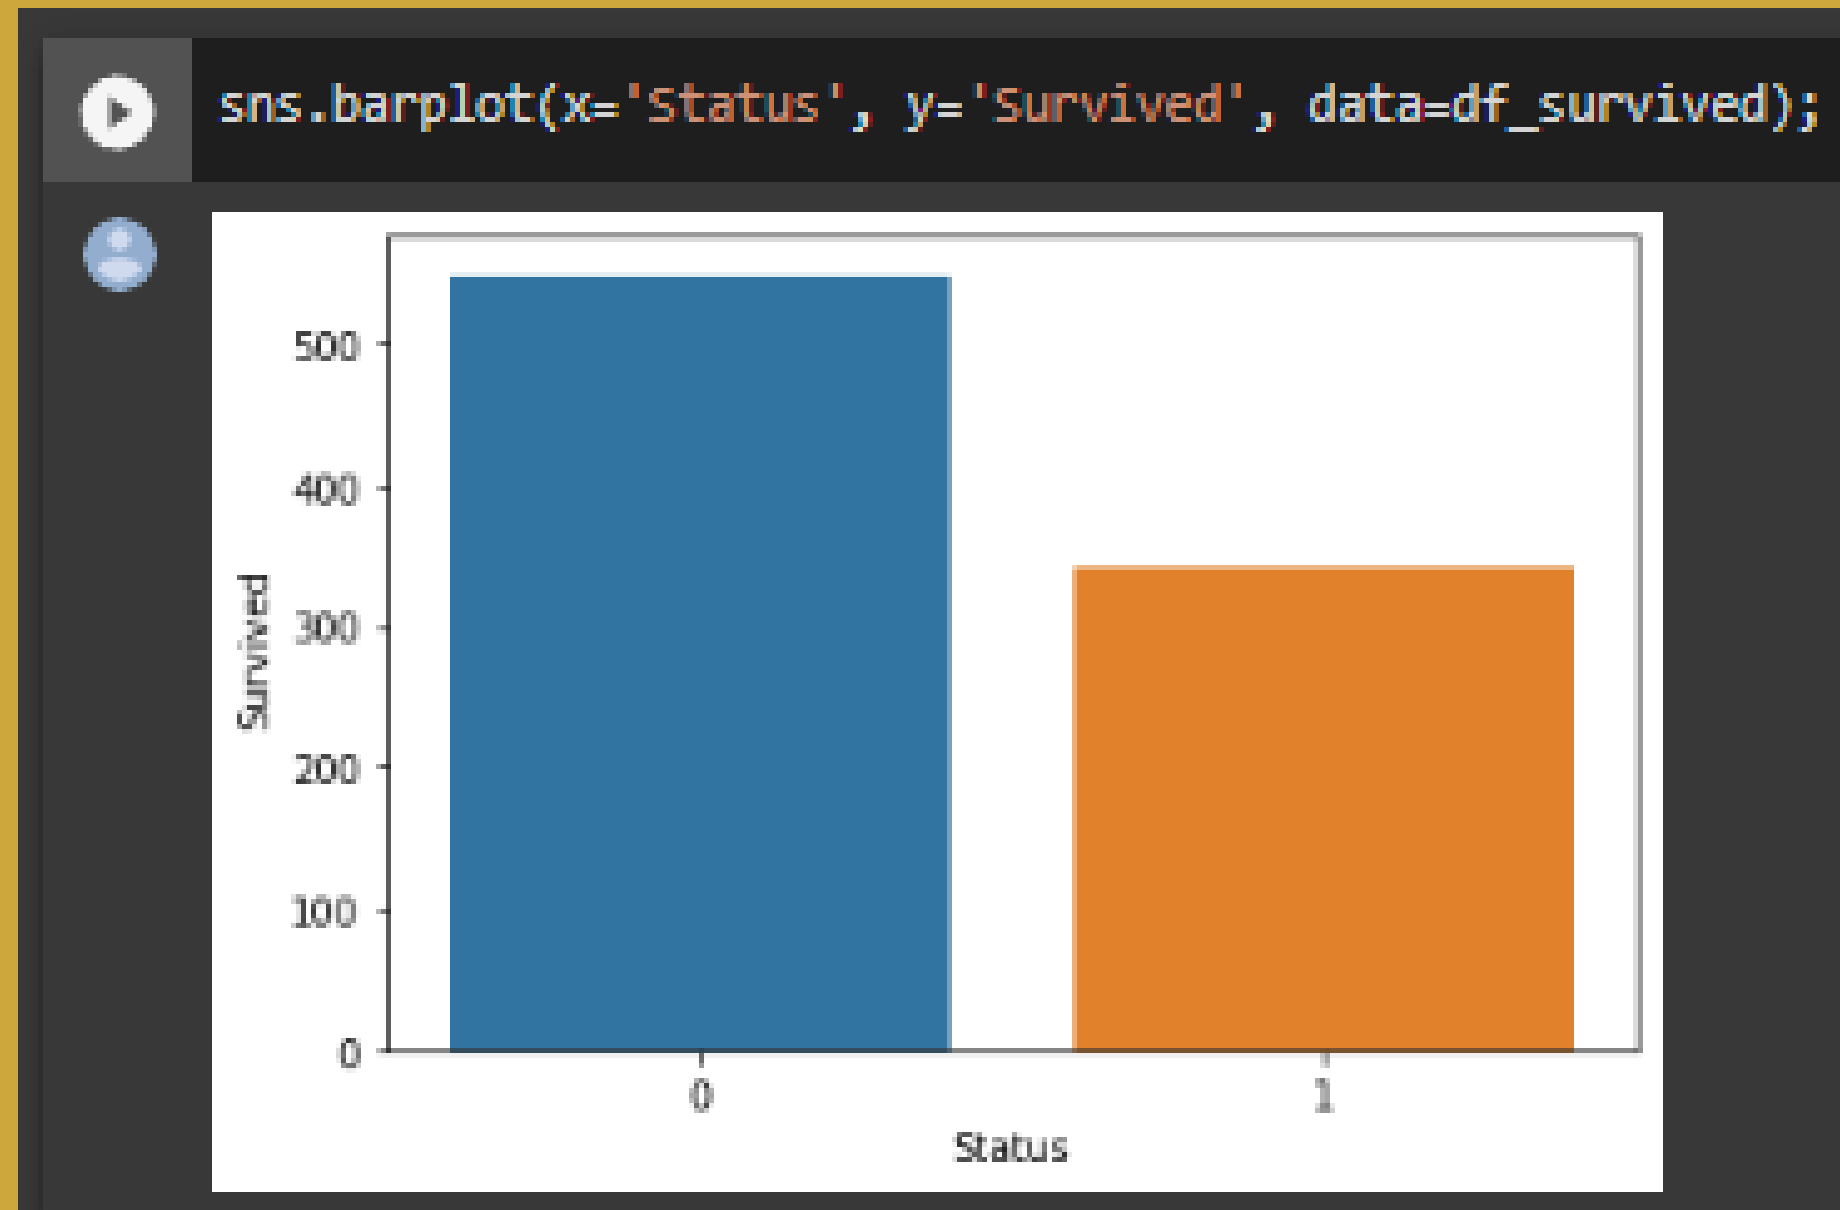 sns.barplot(x='Status', y='Survived', data=df_survived);
500
400
300
200
100
0
Survived
0 1
Status